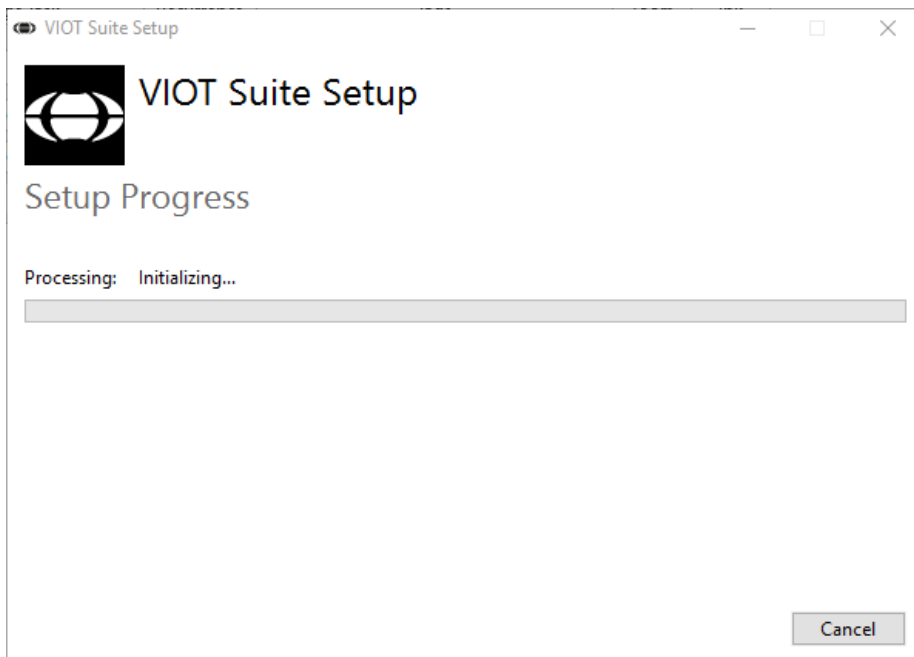 VIOT Suite Setup
VIOT Suite Setup
Setup Progress
Processing: Initializing...
Cancel